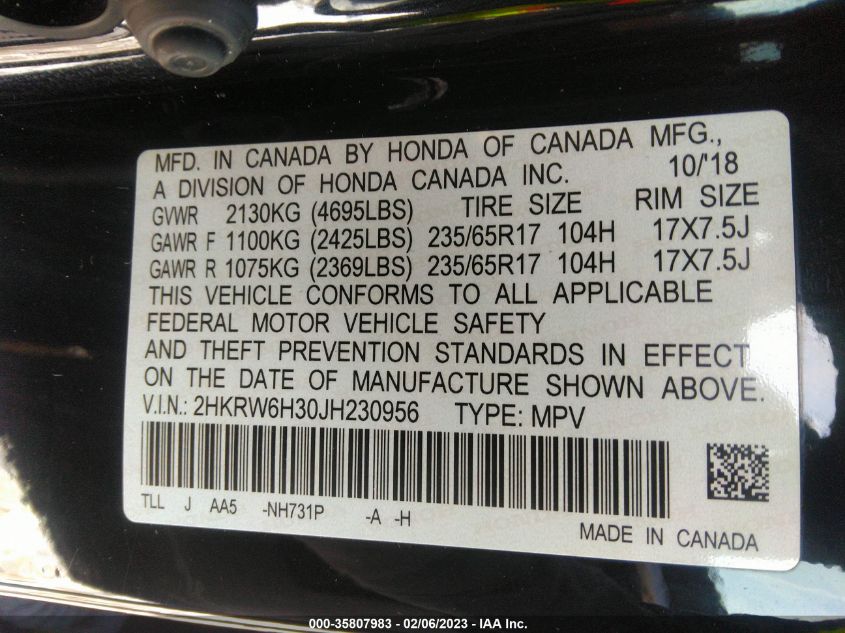 MFD. IN CANADA BY HONDA OF CANADA MFG.,
A DIVISION OF HONDA CANADA INC. 10/'18
GVWR 2130KG (4695LBS) TIRE SIZE RIM SIZE
GAWR F 1100KG (2425LBS) 235/65R17 104H 17X7.5J
GAWR R 1075KG (2369LBS) 235/65R17 104H 17X7.5J
THIS VEHICLE CONFORMS TO ALL APPLICABLE
FEDERAL MOTOR VEHICLE SAFETY
AND THEFT PREVENTION STANDARDS IN EFFECT
ON THE DATE OF MANUFACTURE SHOWN ABOVE.
V.I.N.: 2HKRW6H30JH230956 TYPE: MPV
TLL J AA5 -NH731P -A -H
MADE IN CANADA
000-35807983 - 02/06/2023 - IAA Inc.